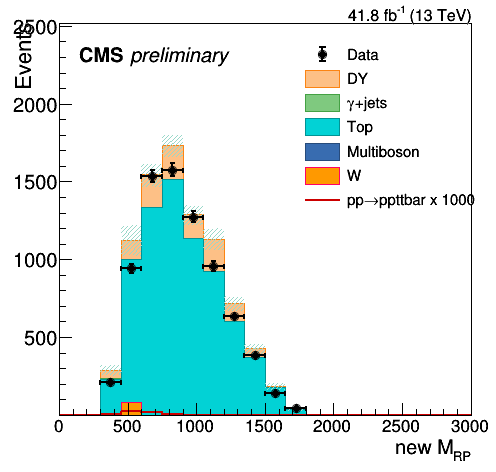 41.8 fb⁻¹ (13 TeV)
CMS preliminary
Events
Data
DY
γ+jets
Top
Multiboson
W
pp→ppttbar x 1000
2500
2000
1500
1000
500
0 500 1000 1500 2000 2500 3000
new M_RP